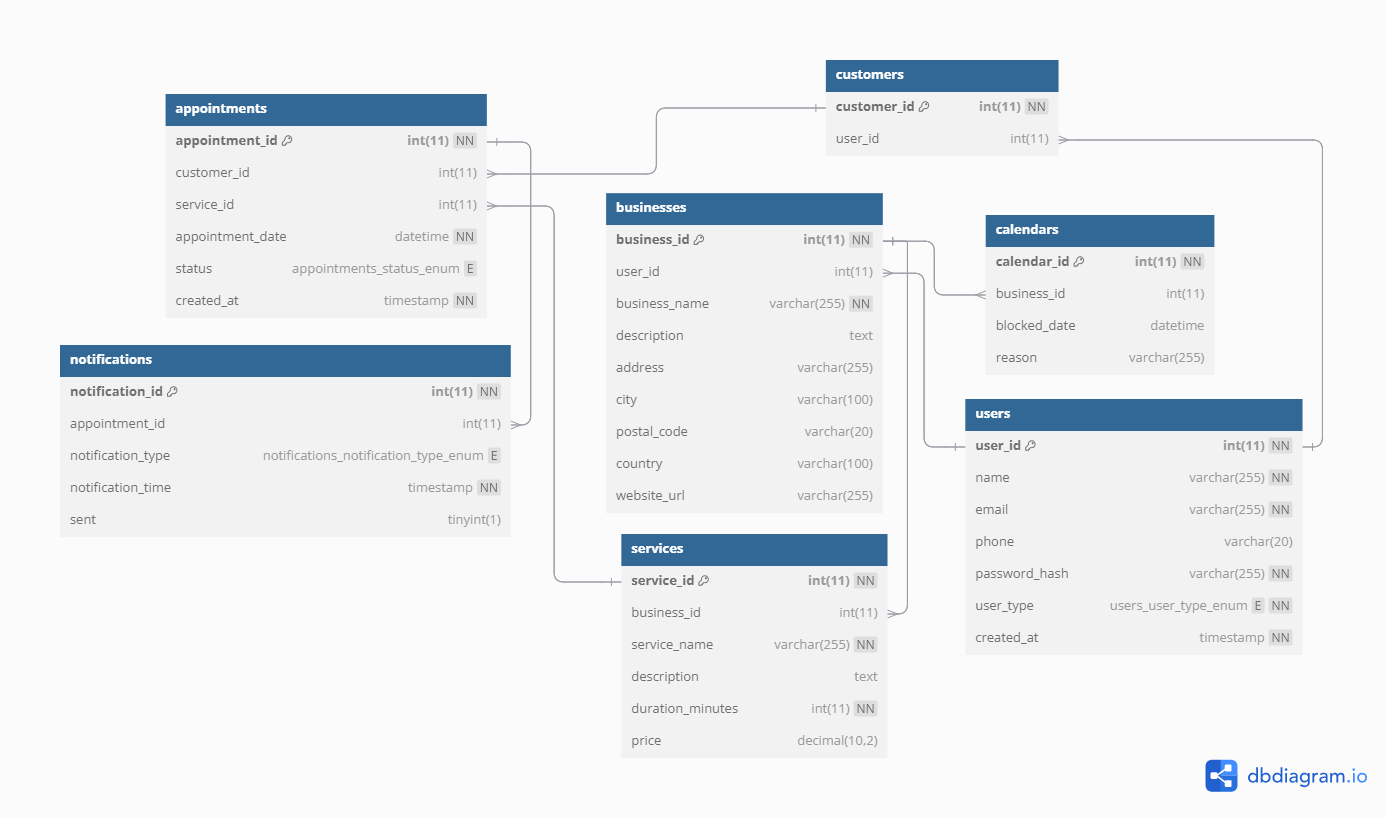 customers
customer_id int(11) NN
user_id int(11)
appointments
appointment_id int(11) NN
customer_id int(11)
service_id int(11)
appointment_date datetime NN
status appointments_status_enum E
created_at timestamp NN
businesses
business_id int(11) NN
user_id int(11)
business_name varchar(255) NN
description text
address varchar(255)
city varchar(100)
postal_code varchar(20)
country varchar(100)
website_url varchar(255)
calendars
calendar_id int(11) NN
business_id int(11)
blocked_date datetime
reason varchar(255)
notifications
notification_id int(11) NN
appointment_id int(11)
notification_type notifications_notification_type_enum E
notification_time timestamp NN
sent tinyint(1)
users
user_id int(11) NN
name varchar(255) NN
email varchar(255) NN
phone varchar(20)
password_hash varchar(255) NN
user_type users_user_type_enum E NN
created_at timestamp NN
services
service_id int(11) NN
business_id int(11)
service_name varchar(255) NN
description text
duration_minutes int(11) NN
price decimal(10,2)
dbdiagram.io